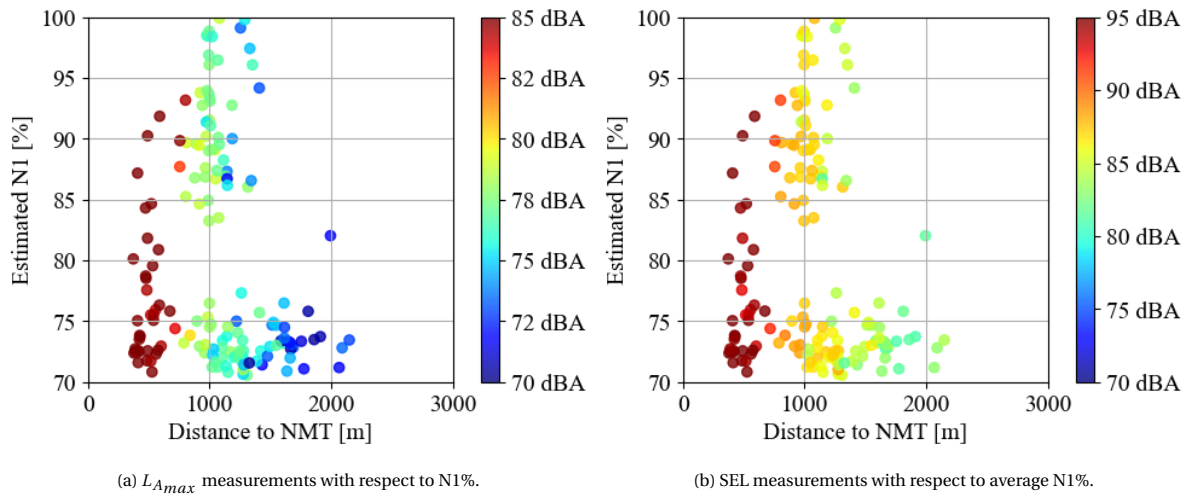 100
95
90
85
80
75
70
Estimated N1 [%]
0
1000
2000
3000
Distance to NMT [m]
85 dBA
82 dBA
80 dBA
78 dBA
75 dBA
72 dBA
70 dBA
(a) L_{A_{max}} measurements with respect to N1%.
100
95
90
85
80
75
70
Estimated N1 [%]
0
1000
2000
3000
Distance to NMT [m]
95 dBA
90 dBA
85 dBA
80 dBA
75 dBA
70 dBA
(b) SEL measurements with respect to average N1%.